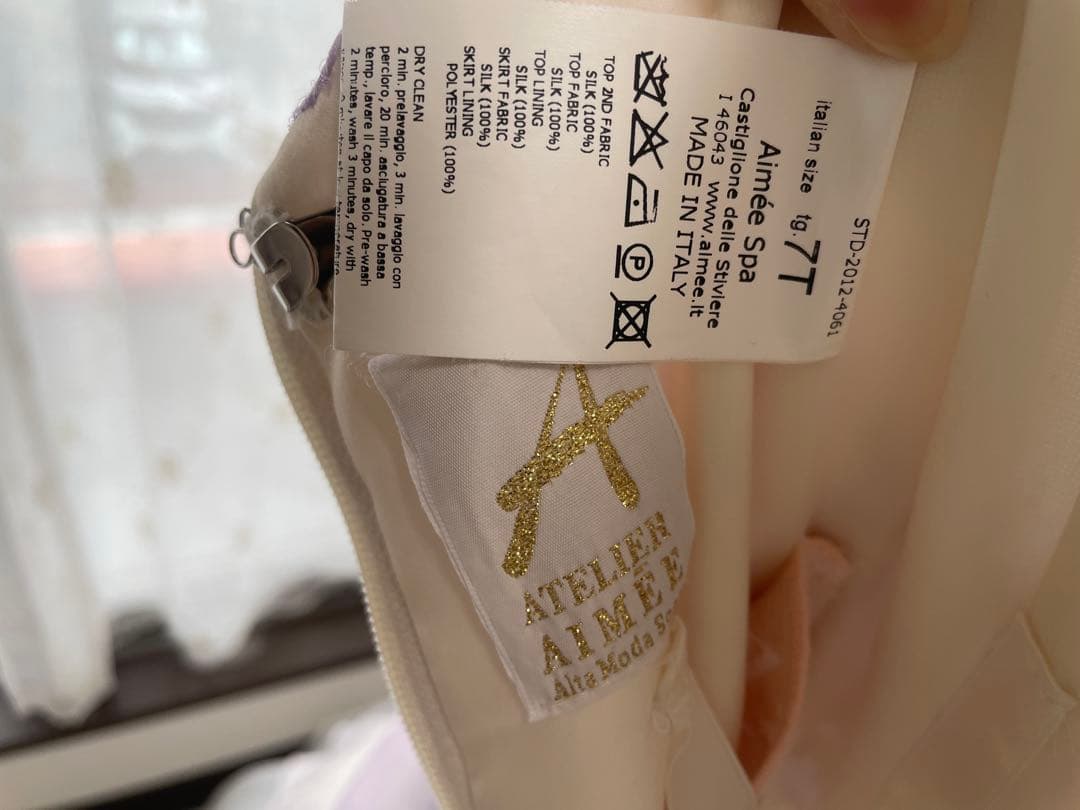 STD-2012-4061
italian size tg. 7T
Aimée Spa
Castiglione delle Stiviere
I 46043 www.aimee.it
MADE IN ITALY
P
TOP 2ND FABRIC
SILK (100%)
TOP FABRIC
SILK (100%)
TOP LINING
SILK (100%)
SKIRT FABRIC
SILK (100%)
SKIRT LINING
POLYESTER (100%)
DRY CLEAN
2 min. prelavaggio, 3 min. lavaggio con
percloro, 20 min. asciugatura a bassa
temp., lavare il capo da solo. Pre-wash
2 minutes, wash 3 minutes, dry with
A
ATELIER
AIMÉE
Alta Moda